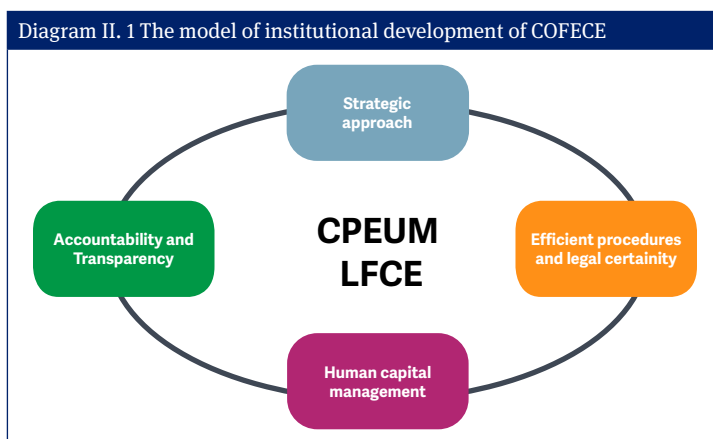 Diagram II. 1 The model of institutional development of COFECE
Strategic
approach
Accountability and
Transparency
CPEUM
LFCE
Efficient procedures
and legal certainity
Human capital
management